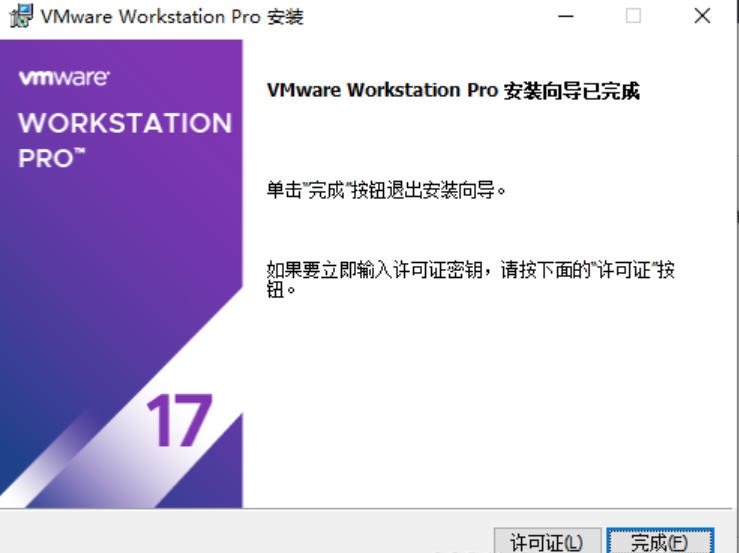 VMware Workstation Pro 安装
vmware®
WORKSTATION
PRO™
VMware Workstation Pro 安装向导已完成
单击"完成"按钮退出安装向导。
如果要立即输入许可证密钥，请按下面的"许可证"按
钮。
17
许可证(L)
完成(F)